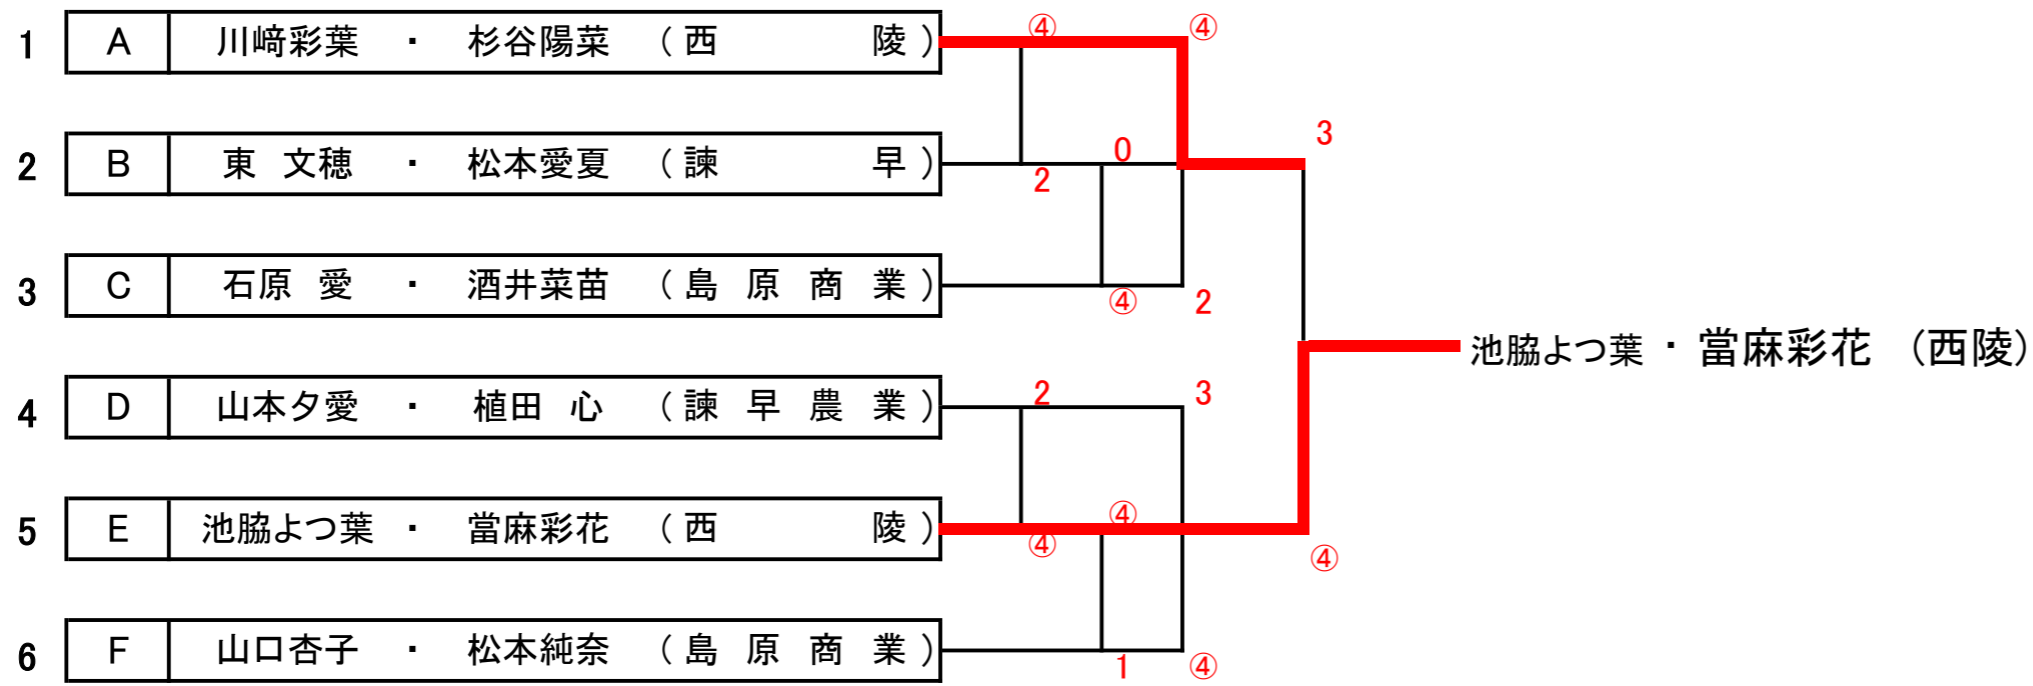 ④ ④
1 A 川﨑彩葉 ・ 杉谷陽菜 (西 陵)
3
0
2 B 東 文穂 ・ 松本愛夏 (諫 早)
2
3 C 石原 愛 ・ 酒井菜苗 (島原商業)
④ 2
池脇よつ葉 ・ 當麻彩花 (西陵)
2 3
4 D 山本夕愛 ・ 植田 心 (諫早農業)
④
5 E 池脇よつ葉 ・ 當麻彩花 (西 陵)
④ ④
6 F 山口杏子 ・ 松本純奈 (島原商業)
1 ④